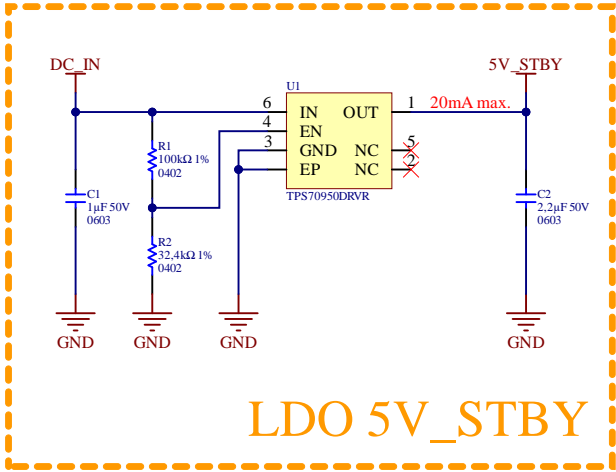 DC_IN
5V_STBY
U1
6 IN OUT 1 20mA max.
4 EN
3 GND NC 5
EP NC 2
TPS70950DRVR
R1
100kΩ 1%
0402
C1
1µF 50V
0603
R2
32,4kΩ 1%
0402
C2
2,2µF 50V
0603
GND
GND
GND
GND
LDO 5V_STBY